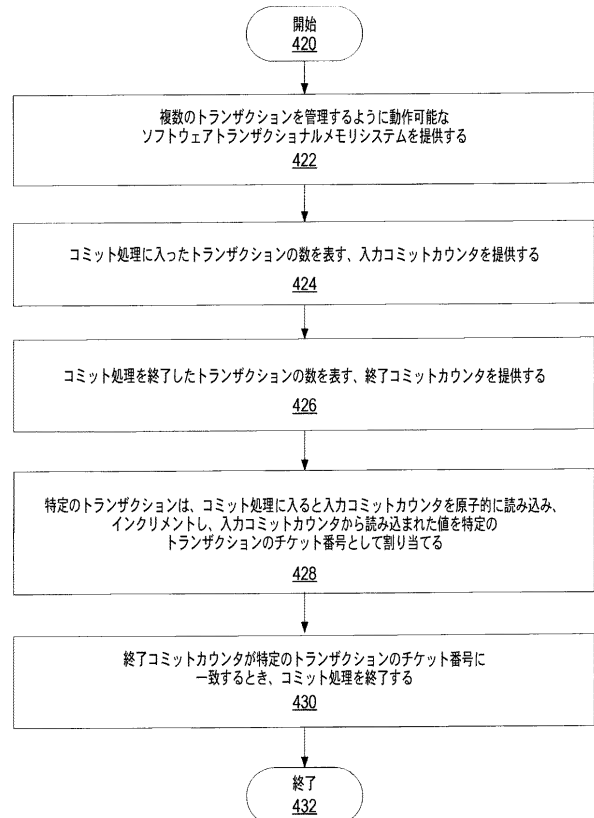 開始
420
複数のトランザクションを管理するように動作可能な
ソフトウェアトランザクショナルメモリシステムを提供する
422
コミット処理に入ったトランザクションの数を表す、入力コミットカウンタを提供する
424
コミット処理を終了したトランザクションの数を表す、終了コミットカウンタを提供する
426
特定のトランザクションは、コミット処理に入ると入力コミットカウンタを原子的に読み込み、
インクリメントし、入力コミットカウンタから読み込まれた値を特定の
トランザクションのチケット番号として割り当てる
428
終了コミットカウンタが特定のトランザクションのチケット番号に
一致するとき、コミット処理を終了する
430
終了
432